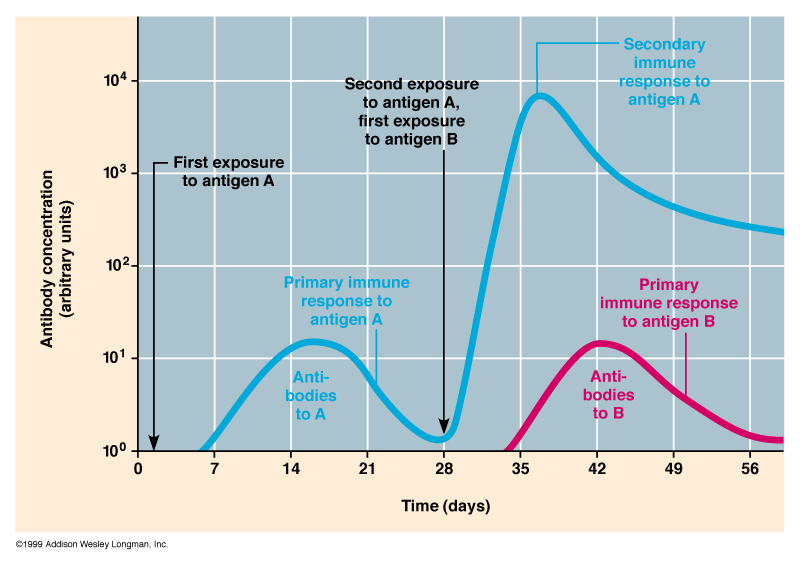 Secondary
immune
response to
antigen A
Second exposure
to antigen A,
first exposure
to antigen B
First exposure
to antigen A
Primary immune
response to
antigen A
Primary
immune response
to antigen B
Anti-
bodies
to A
Anti-
bodies
to B
Antibody concentration
(arbitrary units)
10⁴
10³
10²
10¹
10⁰
0 7 14 21 28 35 42 49 56
Time (days)
©1999 Addison Wesley Longman, Inc.